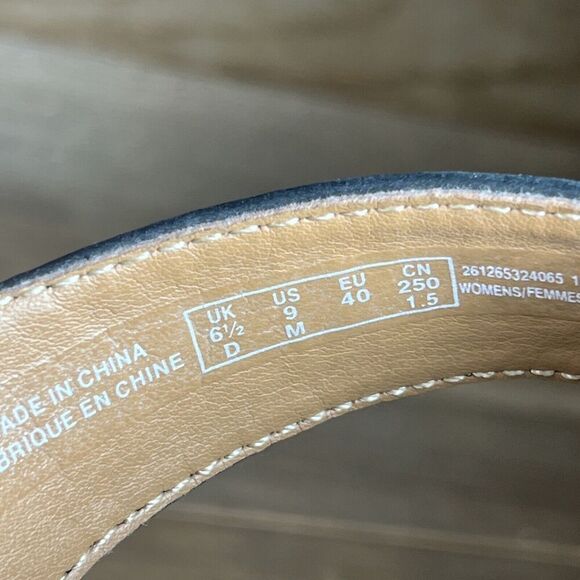 MADE IN CHINA
BRIQUE EN CHINE
UK US EU CN
6½ 9 40 250
D M 1.5
261265324065 1
WOMENS/FEMMES